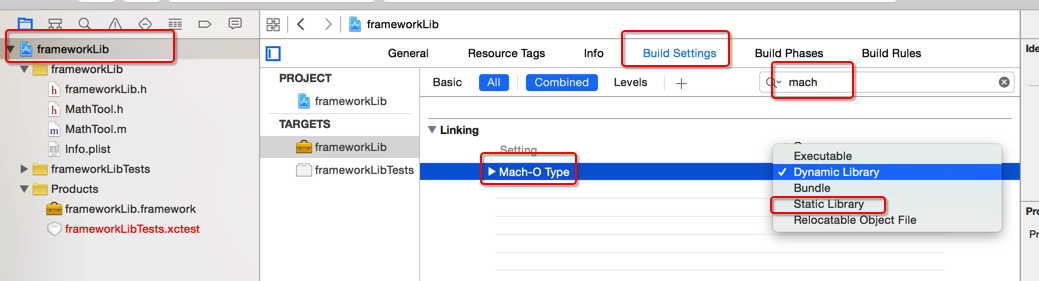 frameworkLib
frameworkLib
frameworkLib
frameworkLib.h
MathTool.h
MathTool.m
Info.plist
frameworkLibTests
Products
frameworkLib.framework
frameworkLibTests.xctest
General Resource Tags Info Build Settings Build Phases Build Rules
PROJECT
frameworkLib
TARGETS
frameworkLib
frameworkLibTests
Basic All Combined Levels + mach
Linking
Setting
Mach-O Type
Executable
Dynamic Library
Bundle
Static Library
Relocatable Object File
Ide
Pro
Pr